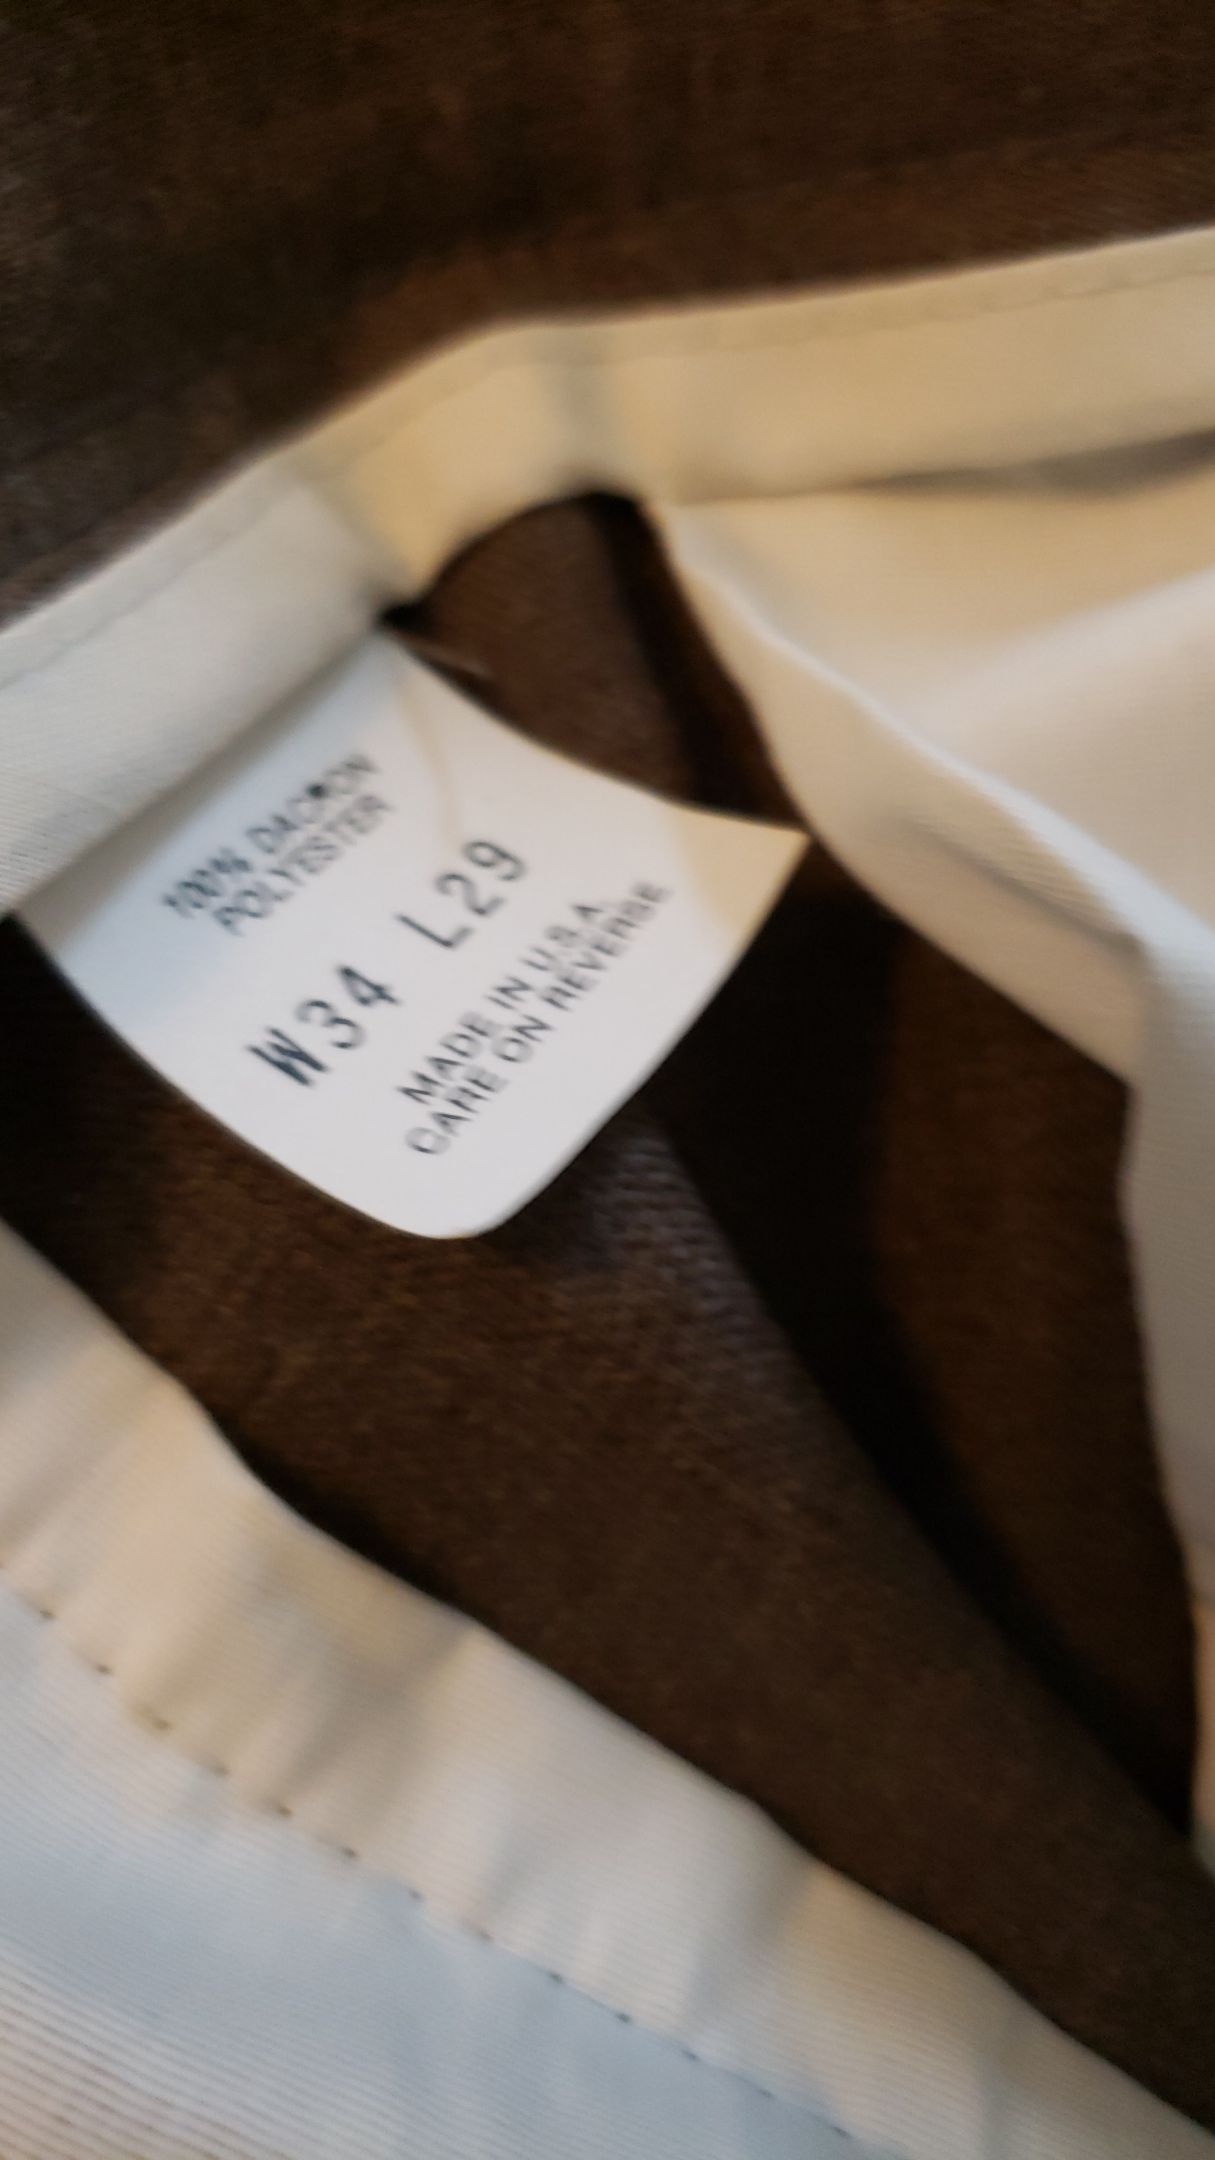 100% DACRON
POLYESTER
W34 L29
MADE IN U.S.A.
CARE ON REVERSE